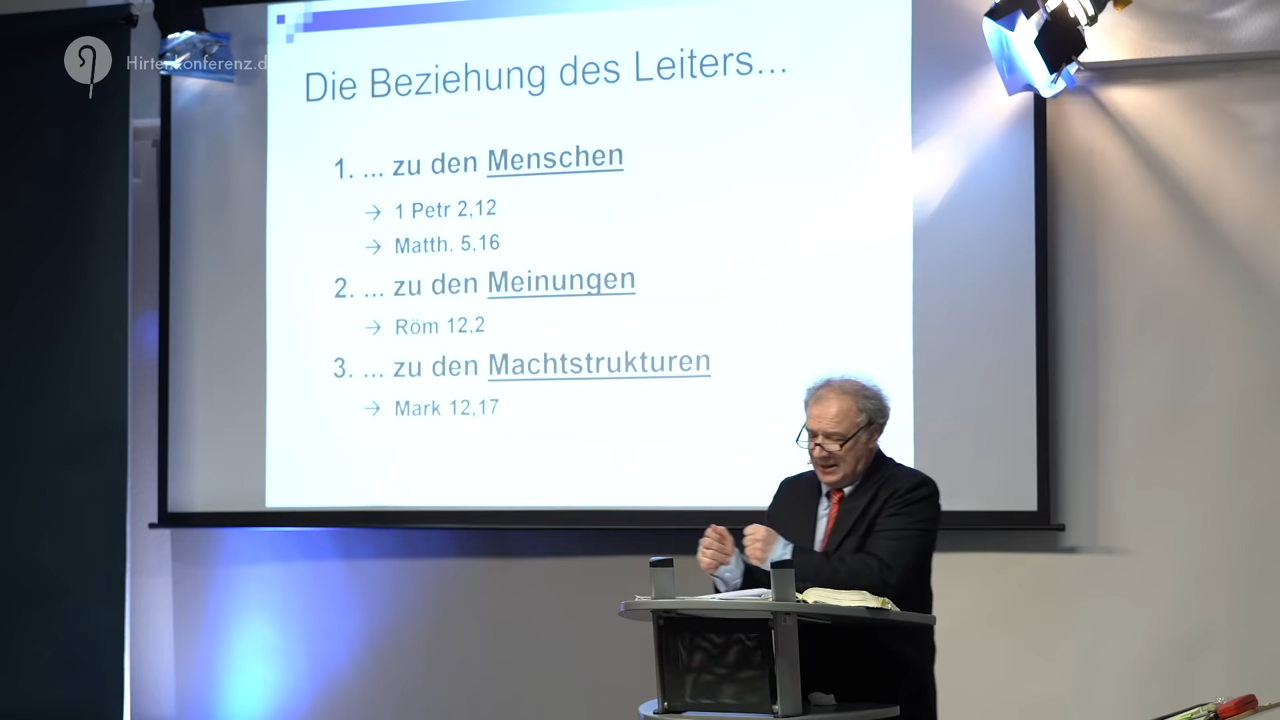 Hirtenkonferenz.d
Die Beziehung des Leiters...
1. ... zu den Menschen
→ 1 Petr 2,12
→ Matth. 5,16
2. ... zu den Meinungen
→ Röm 12,2
3. ... zu den Machtstrukturen
→ Mark 12,17